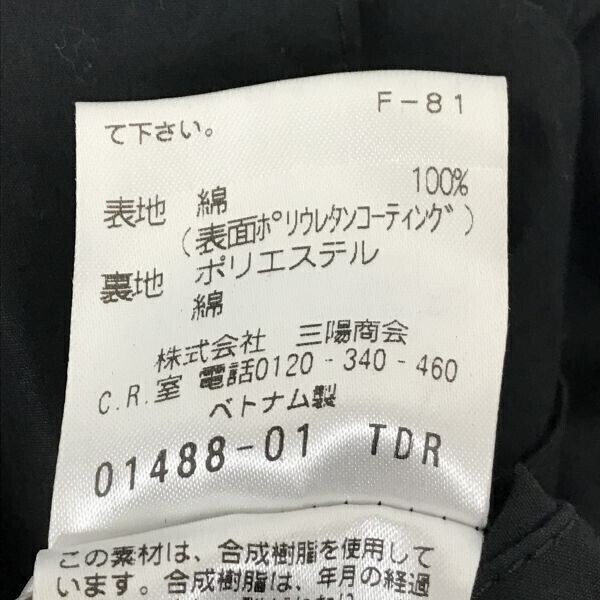 F-81
て下さい。
表地 綿 100%
(表面ポリウレタンコーティング)
裏地 ポリエステル
綿
株式会社 三陽商会
C.R.室 電話0120-340-460
ベトナム製
01488-01 TDR
この素材は、合成樹脂を使用して
います。合成樹脂は、年月の経過